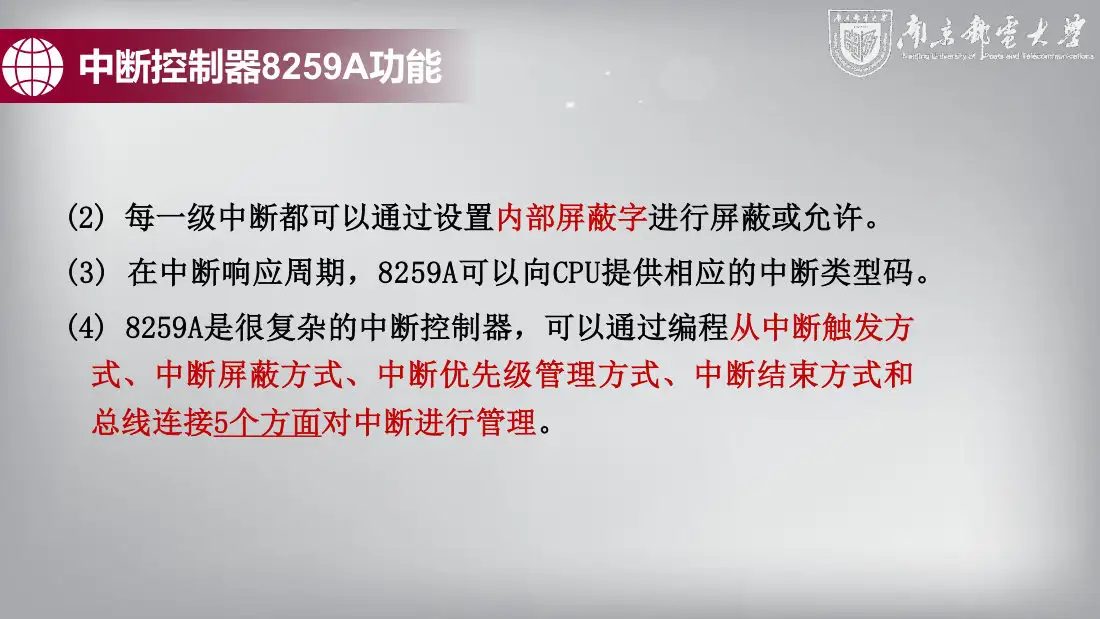 中断控制器8259A功能
南京邮电大学
Nanjing University of Posts and Telecommunications
(2) 每一级中断都可以通过设置内部屏蔽字进行屏蔽或允许。
(3) 在中断响应周期，8259A可以向CPU提供相应的中断类型码。
(4) 8259A是很复杂的中断控制器，可以通过编程从中断触发方
式、中断屏蔽方式、中断优先级管理方式、中断结束方式和
总线连接5个方面对中断进行管理。